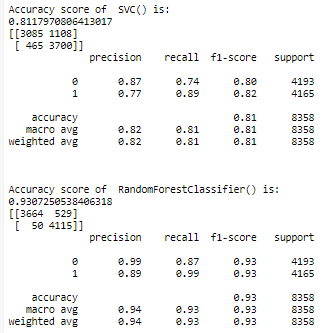 Accuracy score of  SVC() is:
0.8117970806413017
[[3085 1108]
 [ 465 3700]]
              precision    recall  f1-score   support

           0       0.87      0.74      0.80      4193
           1       0.77      0.89      0.82      4165

    accuracy                           0.81      8358
   macro avg       0.82      0.81      0.81      8358
weighted avg       0.82      0.81      0.81      8358

Accuracy score of  RandomForestClassifier() is:
0.9307250538406318
[[3664  529]
 [  50 4115]]
              precision    recall  f1-score   support

           0       0.99      0.87      0.93      4193
           1       0.89      0.99      0.93      4165

    accuracy                           0.93      8358
   macro avg       0.94      0.93      0.93      8358
weighted avg       0.94      0.93      0.93      8358